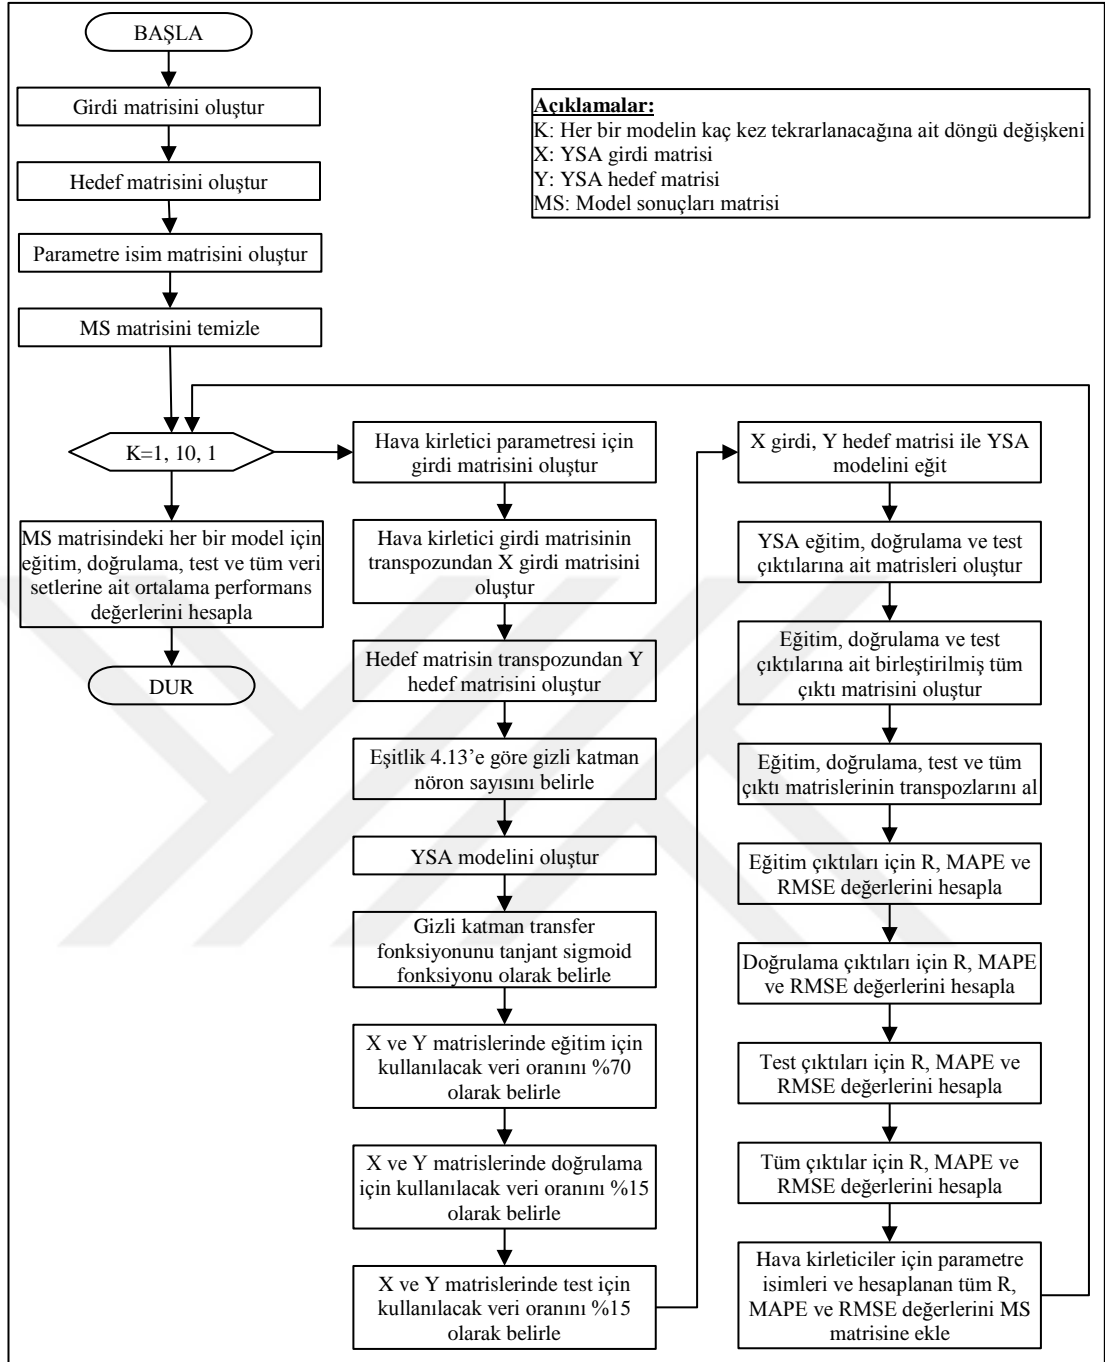 BAŞLA
Girdi matrisini oluştur
Hedef matrisini oluştur
Parametre isim matrisini oluştur
MS matrisini temizle
Açıklamalar:
K: Her bir modelin kaç kez tekrarlanacağına ait döngü değişkeni
X: YSA girdi matrisi
Y: YSA hedef matrisi
MS: Model sonuçları matrisi
K=1, 10, 1
MS matrisindeki her bir model için
eğitim, doğrulama, test ve tüm veri
setlerine ait ortalama performans
değerlerini hesapla
DUR
Hava kirletici parametresi için
girdi matrisini oluştur
Hava kirletici girdi matrisinin
transpozundan X girdi matrisini
oluştur
Hedef matrisin transpozundan Y
hedef matrisini oluştur
Eşitlik 4.13’e göre gizli katman
nöron sayısını belirle
YSA modelini oluştur
Gizli katman transfer
fonksiyonunu tanjant sigmoid
fonksiyonu olarak belirle
X ve Y matrislerinde eğitim için
kullanılacak veri oranını %70
olarak belirle
X ve Y matrislerinde doğrulama
için kullanılacak veri oranını %15
olarak belirle
X ve Y matrislerinde test için
kullanılacak veri oranını %15
olarak belirle
X girdi, Y hedef matrisi ile YSA
modelini eğit
YSA eğitim, doğrulama ve test
çıktılarına ait matrisleri oluştur
Eğitim, doğrulama ve test
çıktılarına ait birleştirilmiş tüm
çıktı matrisini oluştur
Eğitim, doğrulama, test ve tüm
çıktı matrislerinin transpozlarını al
Eğitim çıktıları için R, MAPE ve
RMSE değerlerini hesapla
Doğrulama çıktıları için R, MAPE
ve RMSE değerlerini hesapla
Test çıktıları için R, MAPE ve
RMSE değerlerini hesapla
Tüm çıktılar için R, MAPE ve
RMSE değerlerini hesapla
Hava kirleticiler için parametre
isimleri ve hesaplanan tüm R,
MAPE ve RMSE değerlerini MS
matrisine ekle